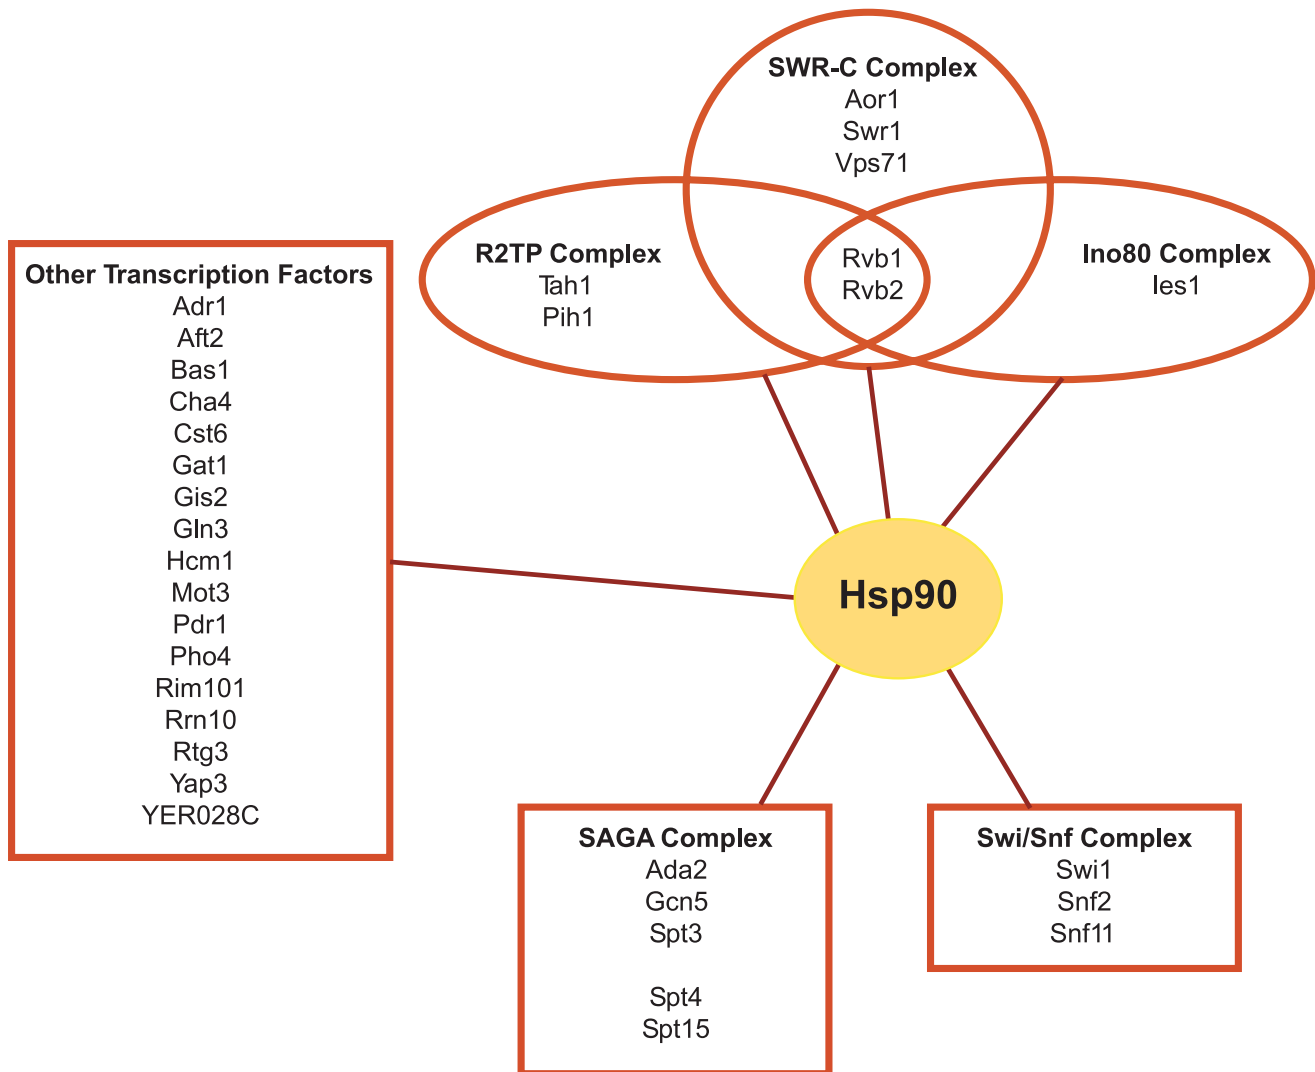 SWR-C Complex
Aor1
Swr1
Vps71
R2TP Complex
Tah1
Pih1
Rvb1
Rvb2
Ino80 Complex
Ies1
Other Transcription Factors
Adr1
Aft2
Bas1
Cha4
Cst6
Gat1
Gis2
Gln3
Hcm1
Mot3
Pdr1
Pho4
Rim101
Rrn10
Rtg3
Yap3
YER028C
Hsp90
SAGA Complex
Ada2
Gcn5
Spt3
Spt4
Spt15
Swi/Snf Complex
Swi1
Snf2
Snf11